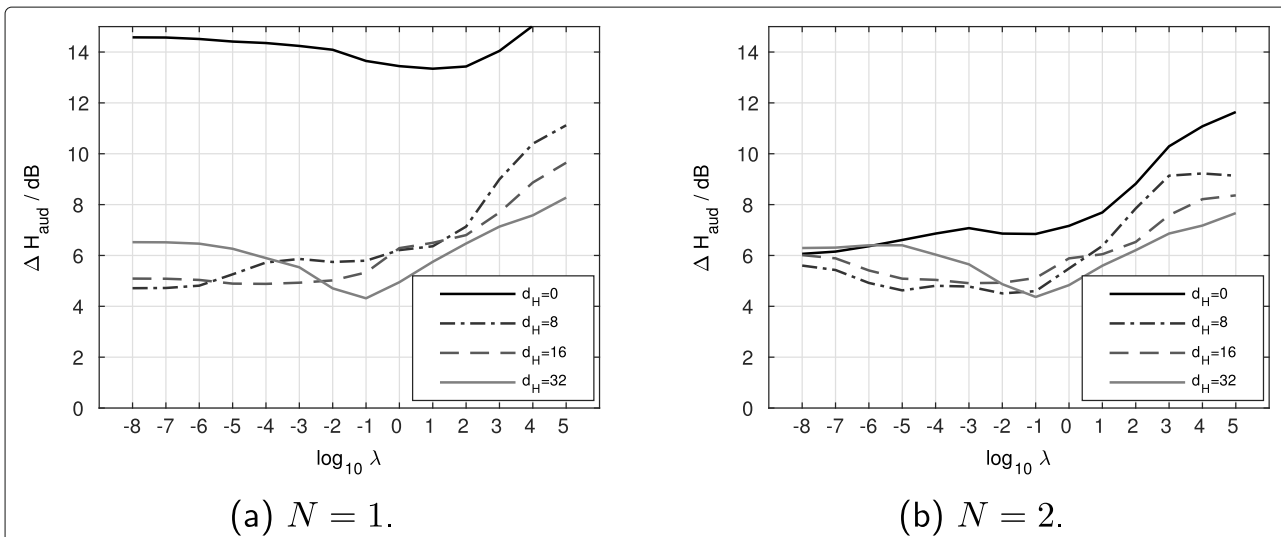 14
12
10
8
6
4
2
0
Δ H_aud / dB
-8 -7 -6 -5 -4 -3 -2 -1 0 1 2 3 4 5
log₁₀ λ
d_H=0
d_H=8
d_H=16
d_H=32
(a) N = 1.
14
12
10
8
6
4
2
0
Δ H_aud / dB
-8 -7 -6 -5 -4 -3 -2 -1 0 1 2 3 4 5
log₁₀ λ
d_H=0
d_H=8
d_H=16
d_H=32
(b) N = 2.